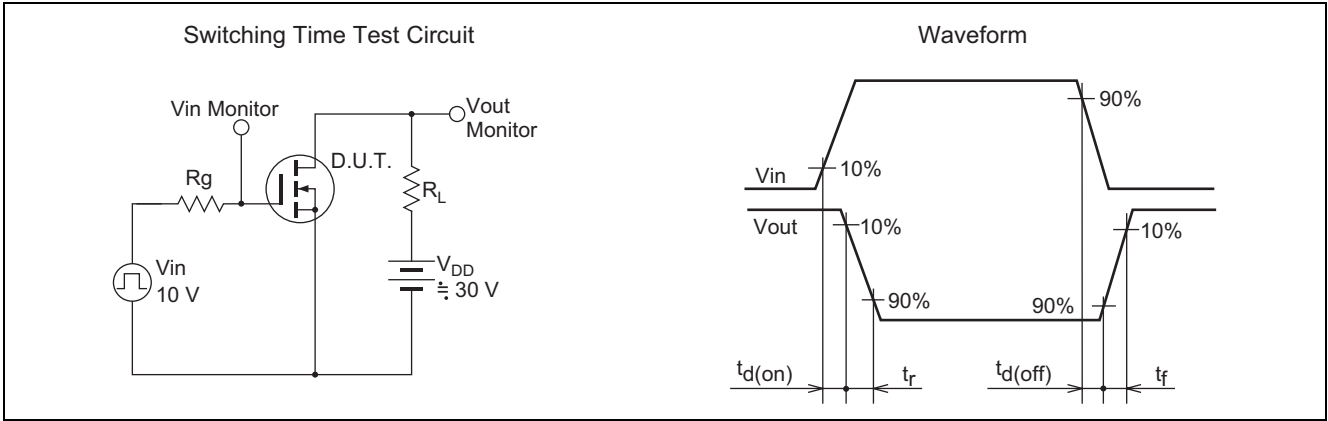 Switching Time Test Circuit
Vin Monitor
Vout
Monitor
D.U.T.
Rg
RL
Vin
10 V
VDD
≒ 30 V
Waveform
Vin
10%
90%
Vout
10%
90%
90%
10%
td(on)
tr
td(off)
tf